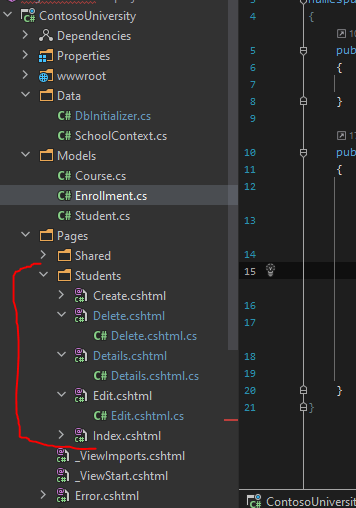 ContosoUniversity
Dependencies
Properties
wwwroot
Data
C# DbInitializer.cs
C# SchoolContext.cs
Models
C# Course.cs
C# Enrollment.cs
C# Student.cs
Pages
Shared
Students
Create.cshtml
Delete.cshtml
C# Delete.cshtml.cs
Details.cshtml
C# Details.cshtml.cs
Edit.cshtml
C# Edit.cshtml.cs
Index.cshtml
_ViewImports.cshtml
_ViewStart.cshtml
Error.cshtml
4 {
5 pub
6 {
7
8 }
9
10 pub
11 {
12
13
14
15
16
17
18
19
20 }
21 }
ContosoUniversity